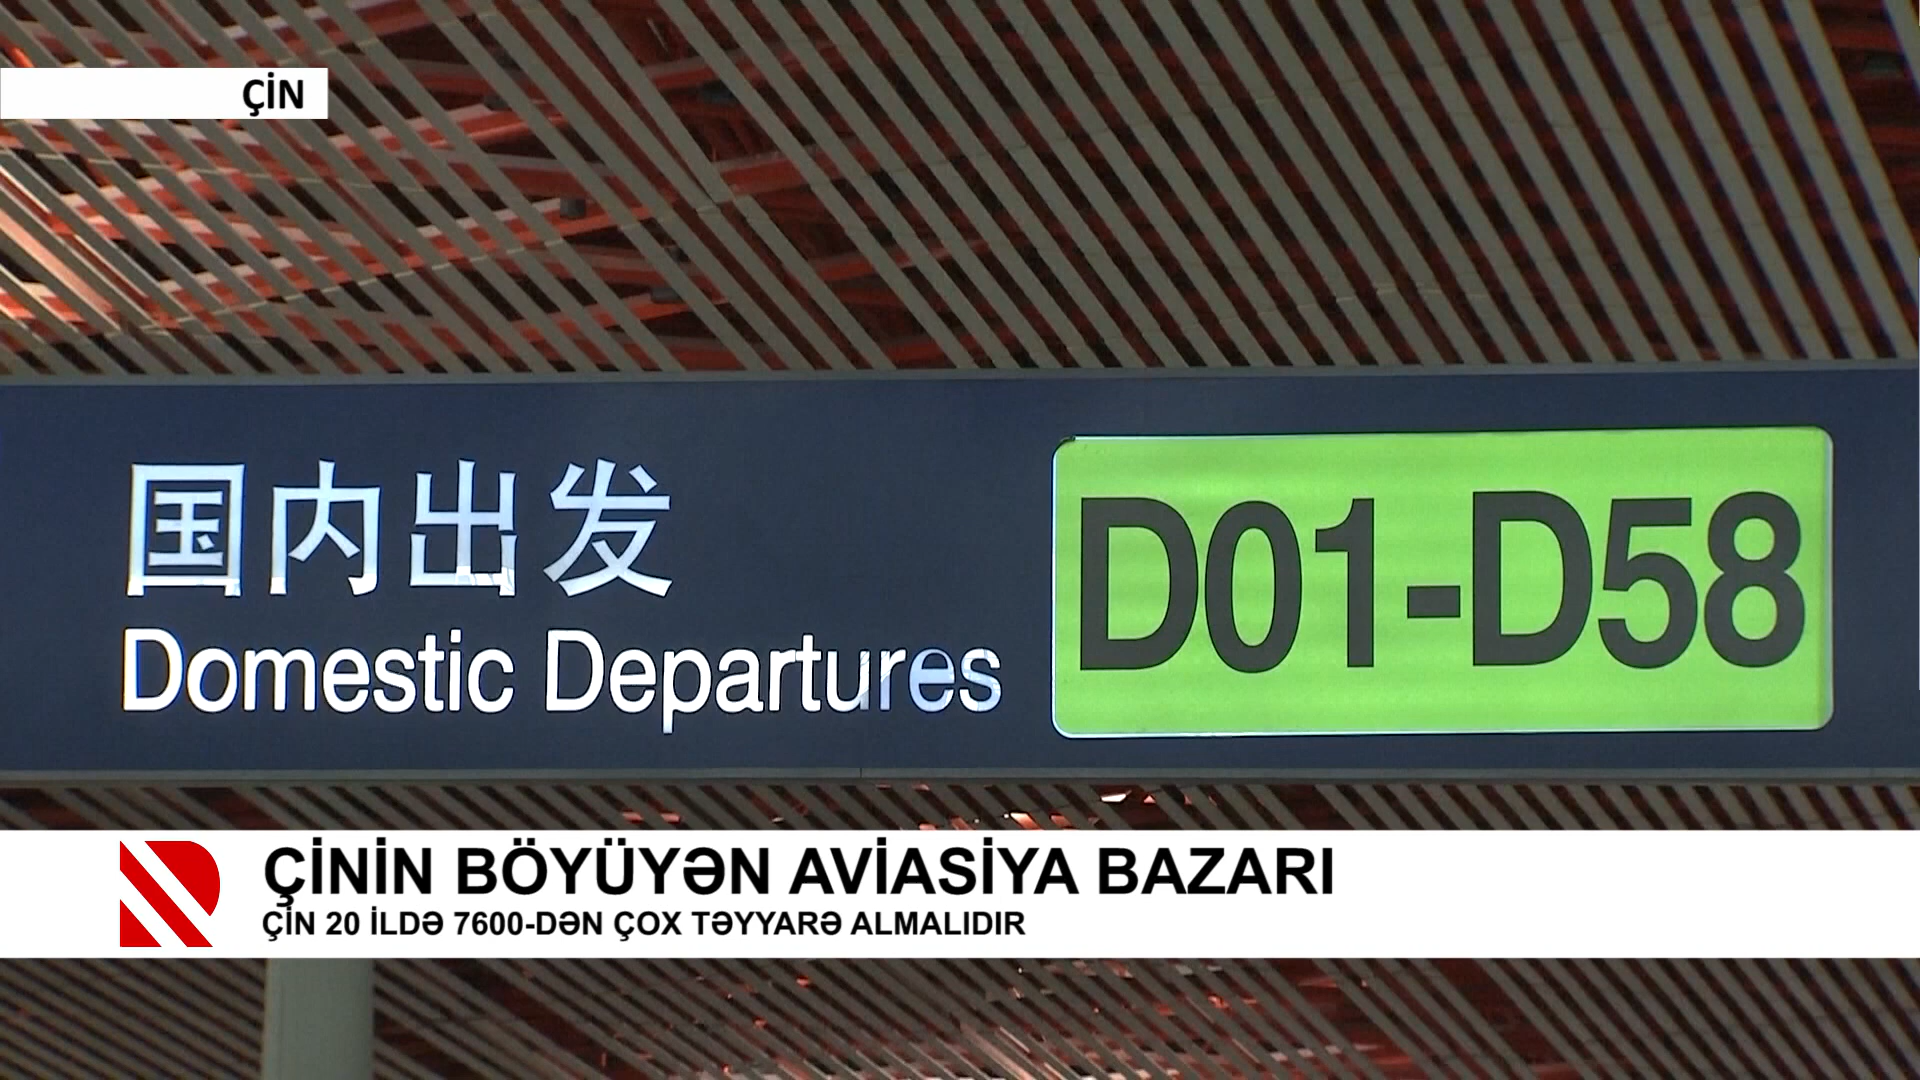 ÇİN
国内出发
Domestic Departures
D01-D58
ÇİNİN BÖYÜYƏN AVİASİYA BAZARI
ÇİN 20 İLDƏ 7600-DƏN ÇOX TƏYYARƏ ALMALIDIR